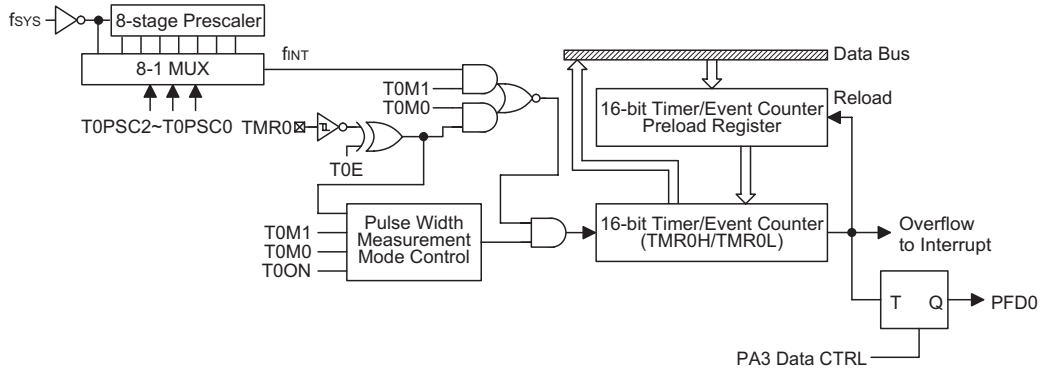 fSYS
8-stage Prescaler
8-1 MUX
T0PSC2~T0PSC0
fINT
T0M1
T0M0
TMR0
T0E
T0M1
T0M0
T0ON
Pulse Width
Measurement
Mode Control
Data Bus
16-bit Timer/Event Counter
Preload Register
Reload
16-bit Timer/Event Counter
(TMR0H/TMR0L)
Overflow
to Interrupt
T
Q
PFD0
PA3 Data CTRL